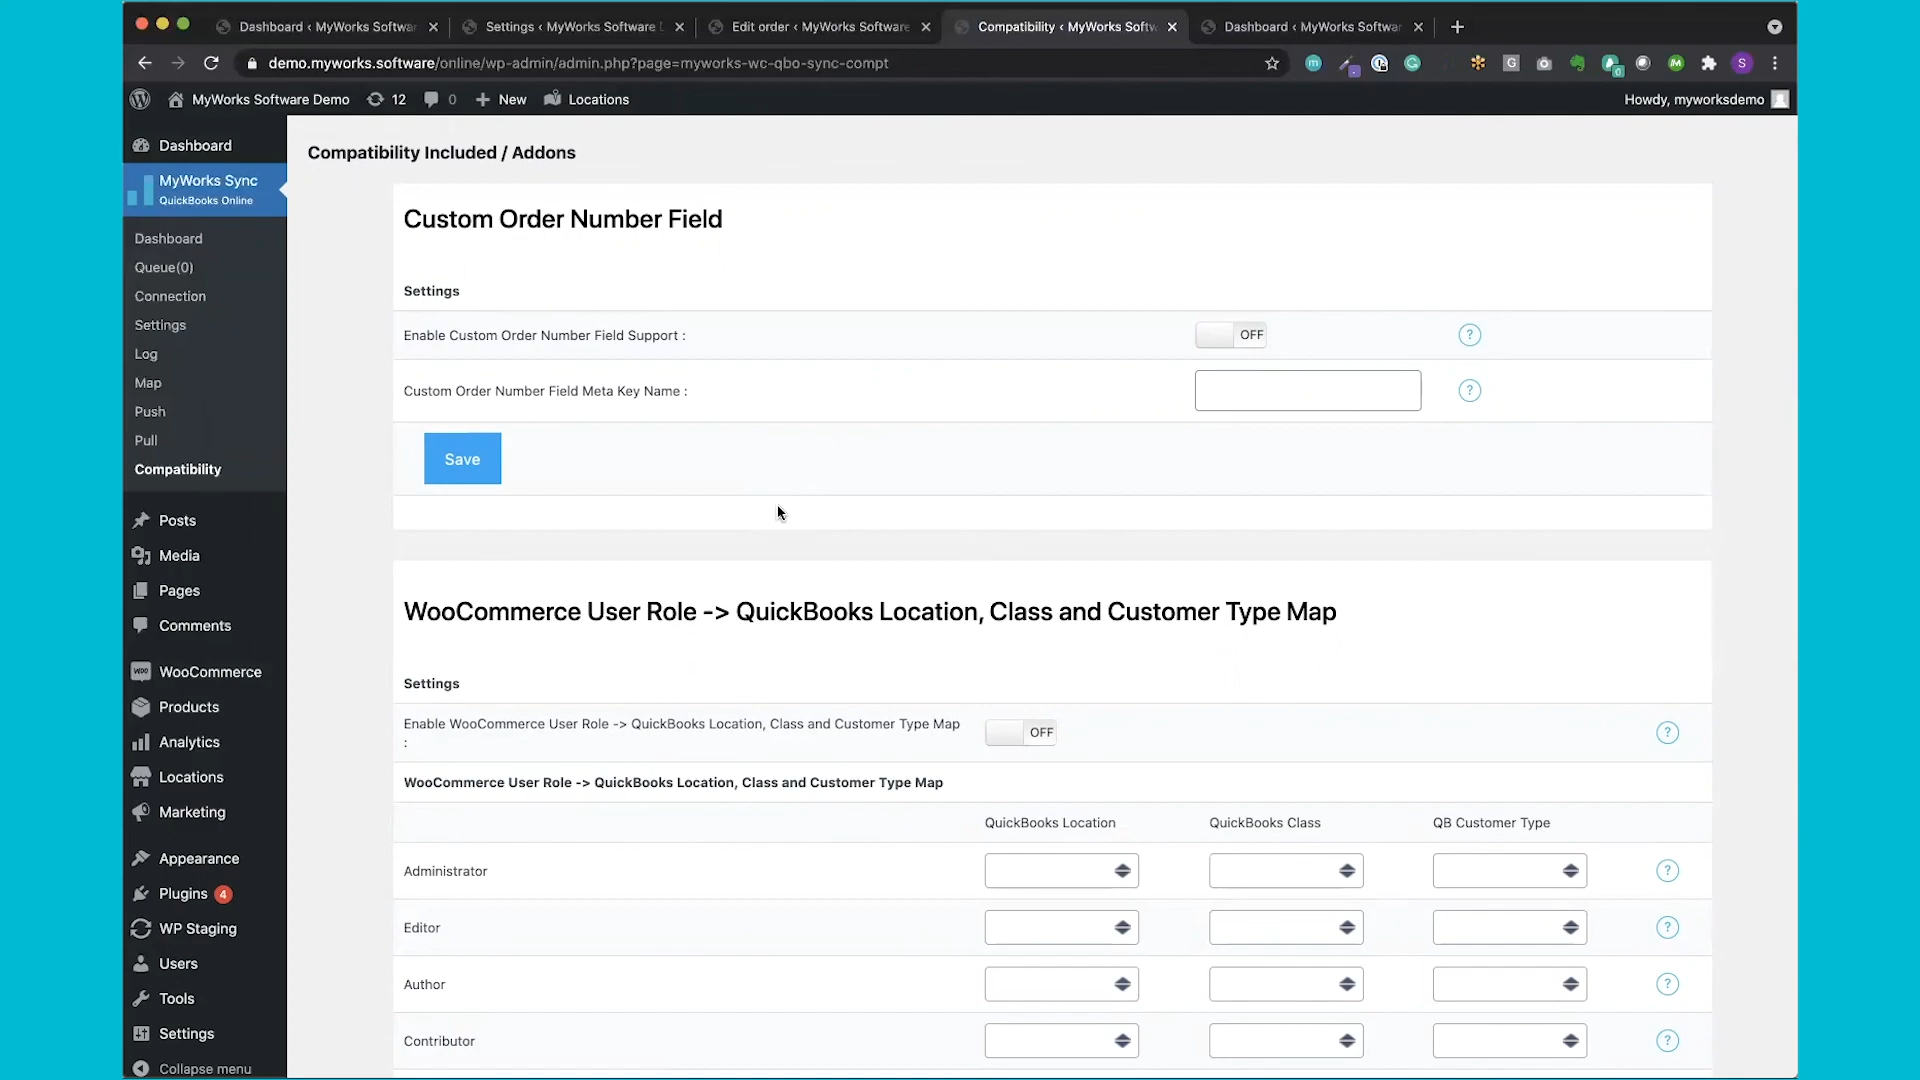 Dashboard ‹ MyWorks Softwar
Settings ‹ MyWorks Software
Edit order ‹ MyWorks Software
Compatibility ‹ MyWorks Softw
Dashboard ‹ MyWorks Softwar
demo.myworks.software/online/wp-admin/admin.php?page=myworks-wc-qbo-sync-compt
MyWorks Software Demo
12
0
New
Locations
Howdy, myworksdemo
Dashboard
MyWorks Sync
QuickBooks Online
Dashboard
Queue(0)
Connection
Settings
Log
Map
Push
Pull
Compatibility
Posts
Media
Pages
Comments
WooCommerce
Products
Analytics
Locations
Marketing
Appearance
Plugins 4
WP Staging
Users
Tools
Settings
Collapse menu
Compatibility Included / Addons
Custom Order Number Field
Settings
Enable Custom Order Number Field Support :
OFF
?
Custom Order Number Field Meta Key Name :
?
Save
WooCommerce User Role -> QuickBooks Location, Class and Customer Type Map
Settings
Enable WooCommerce User Role -> QuickBooks Location, Class and Customer Type Map
:
OFF
?
WooCommerce User Role -> QuickBooks Location, Class and Customer Type Map
QuickBooks Location
QuickBooks Class
QB Customer Type
Administrator
?
Editor
?
Author
?
Contributor
?